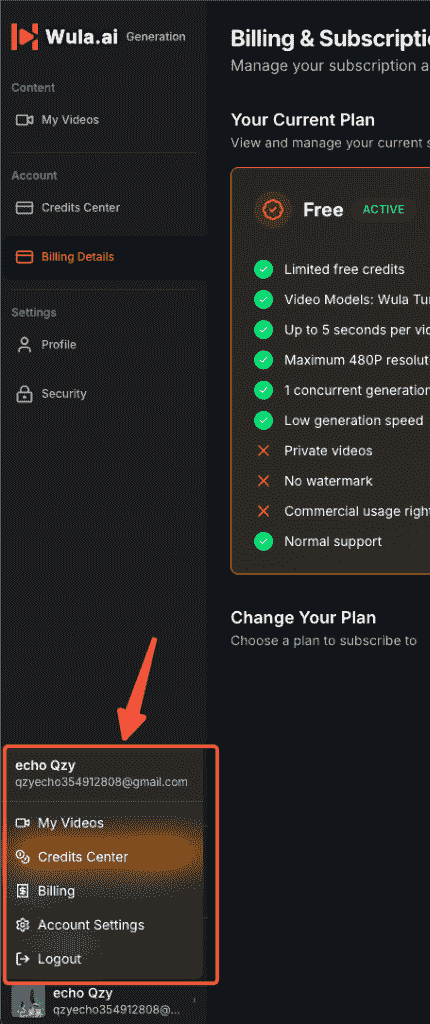 Wula.ai Generation
Content
My Videos
Account
Credits Center
Billing Details
Settings
Profile
Security
Billing & Subscripti
Manage your subscription a
Your Current Plan
View and manage your current s
Free ACTIVE
Limited free credits
Video Models: Wula Tu
Up to 5 seconds per vid
Maximum 480P resolut
1 concurrent generation
Low generation speed
Private videos
No watermark
Commercial usage righ
Normal support
Change Your Plan
Choose a plan to subscribe to
echo Qzy
qzyecho354912808@gmail.com
My Videos
Credits Center
Billing
Account Settings
Logout
echo Qzy
qzyecho354912808@...